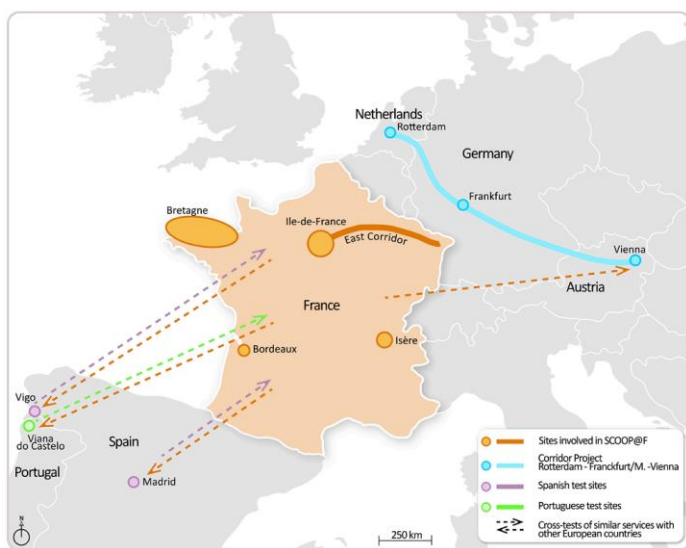 Netherlands
Rotterdam
Germany
Frankfurt
Bretagne
Ile-de-France
East Corridor
Vienna
Austria
France
Isère
Bordeaux
Vigo
Viana
do Castelo
Spain
Portugal
Madrid
Sites involved in SCOOP@F
Corridor Project
Rotterdam - Franckfurt/M. -Vienna
Spanish test sites
Portuguese test sites
Cross-tests of similar services with
other European countries
N
250 km